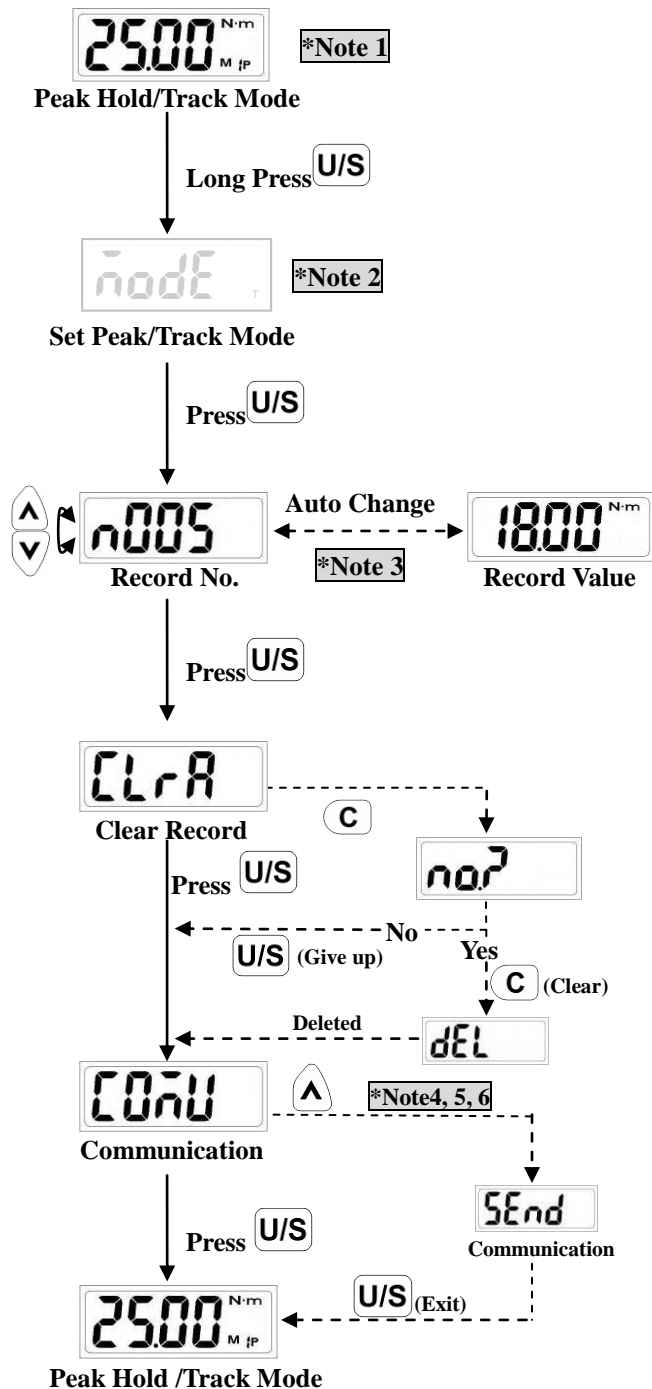 25.00 N·m
M P
*Note 1
Peak Hold/Track Mode
Long Press U/S
modE T
*Note 2
Set Peak/Track Mode
Press U/S
n005
Auto Change
18.00 N·m
*Note 3
Record No.
Record Value
Press U/S
CLrA
Clear Record
C
no.?
Press U/S
No
Yes
U/S (Give up)
C (Clear)
Deleted
dEL
COmU
*Note4, 5, 6
Communication
SEnd
Communication
Press U/S
U/S (Exit)
25.00 N·m
M P
Peak Hold /Track Mode